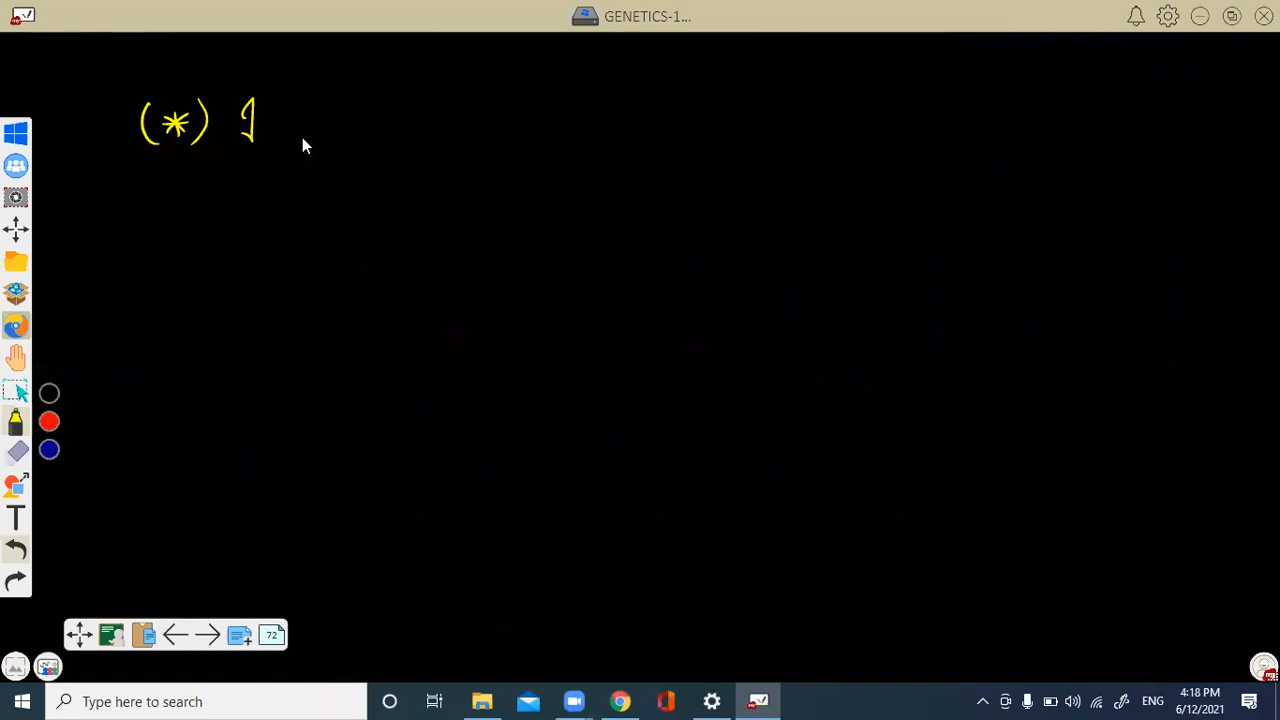 GENETICS-1...
(*) I
T
72
Type here to search
ENG
4:18 PM
6/12/2021